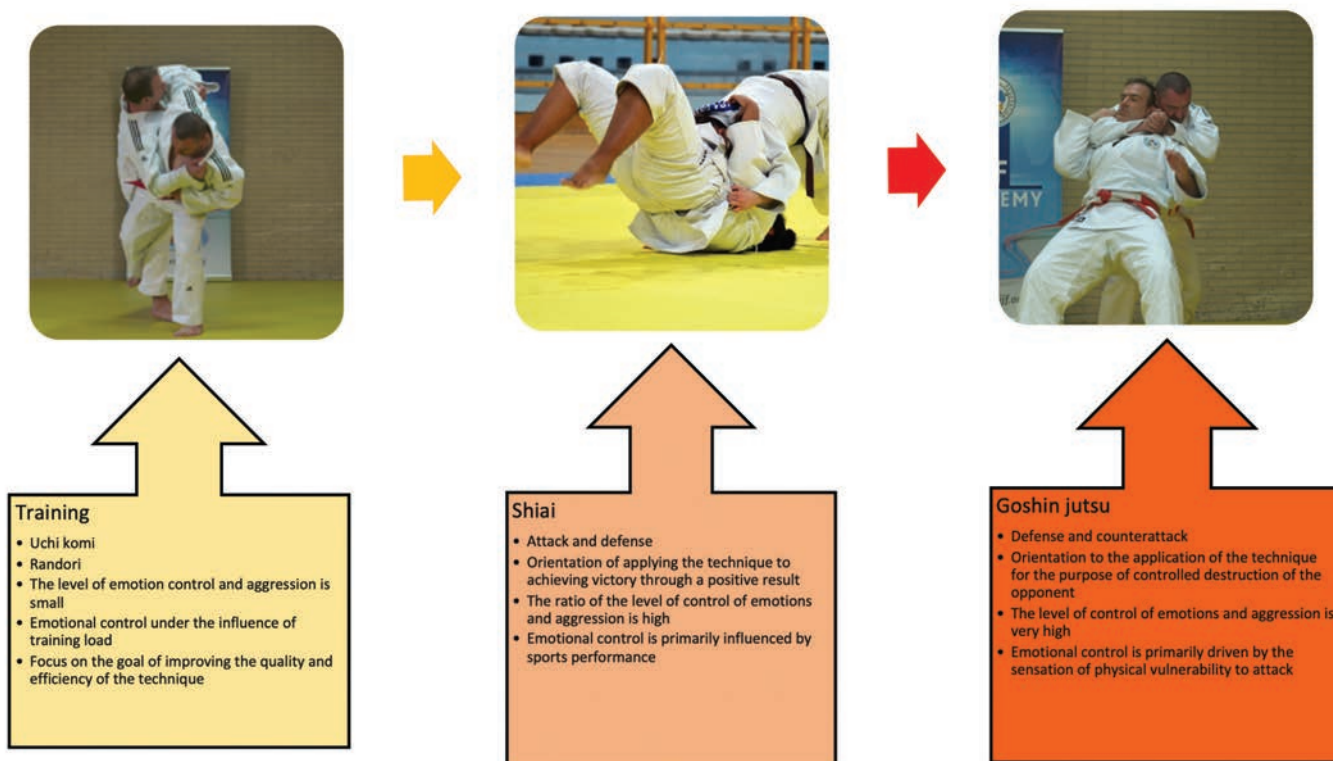 EMY
Training
• Uchi komi
• Randori
• The level of emotion control and aggression is
small
• Emotional control under the influence of
training load
• Focus on the goal of improving the quality and
efficiency of the technique
Shiai
• Attack and defense
• Orientation of applying the technique to
achieving victory through a positive result
• The ratio of the level of control of emotions
and aggression is high
• Emotional control is primarily influenced by
sports performance
Goshin jutsu
• Defense and counterattack
• Orientation to the application of the technique
for the purpose of controlled destruction of the
opponent
• The level of control of emotions and aggression is
very high
• Emotional control is primarily driven by the
sensation of physical vulnerability to attack